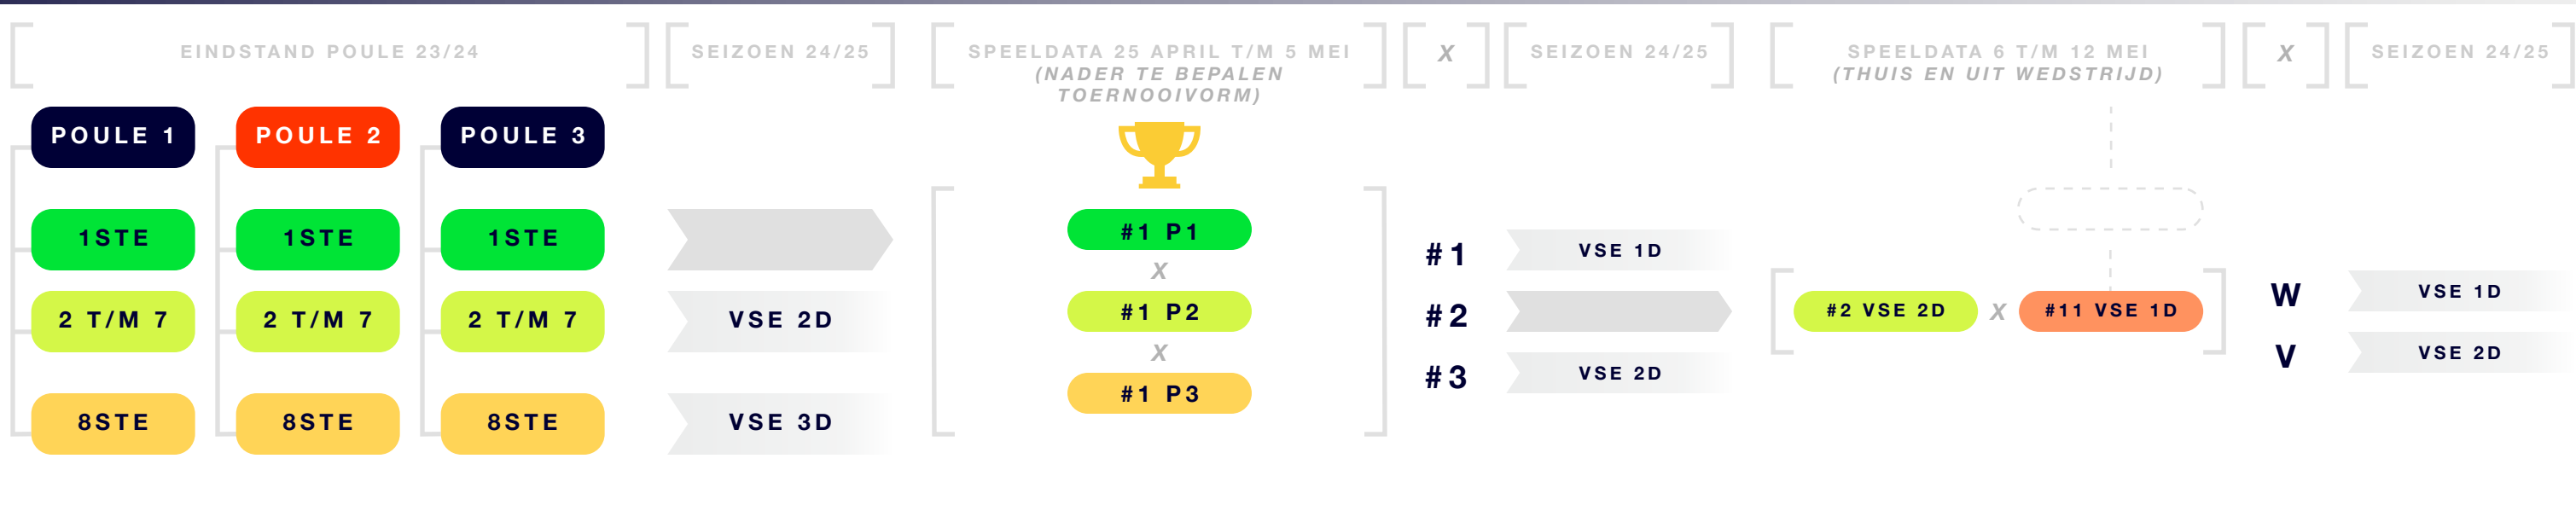 EINDSTAND POULE 23/24
SEIZOEN 24/25
SPEELDATA 25 APRIL T/M 5 MEI
(NADER TE BEPALEN
TOERNOOIVORM)
X
SEIZOEN 24/25
SPEELDATA 6 T/M 12 MEI
(THUIS EN UIT WEDSTRIJD)
X
SEIZOEN 24/25
POULE 1
POULE 2
POULE 3
1STE
1STE
1STE
2 T/M 7
2 T/M 7
2 T/M 7
VSE 2D
8STE
8STE
8STE
VSE 3D
#1 P1
X
#1 P2
X
#1 P3
#1
VSE 1D
#2
#3
VSE 2D
#2 VSE 2D
X
#11 VSE 1D
W
VSE 1D
V
VSE 2D